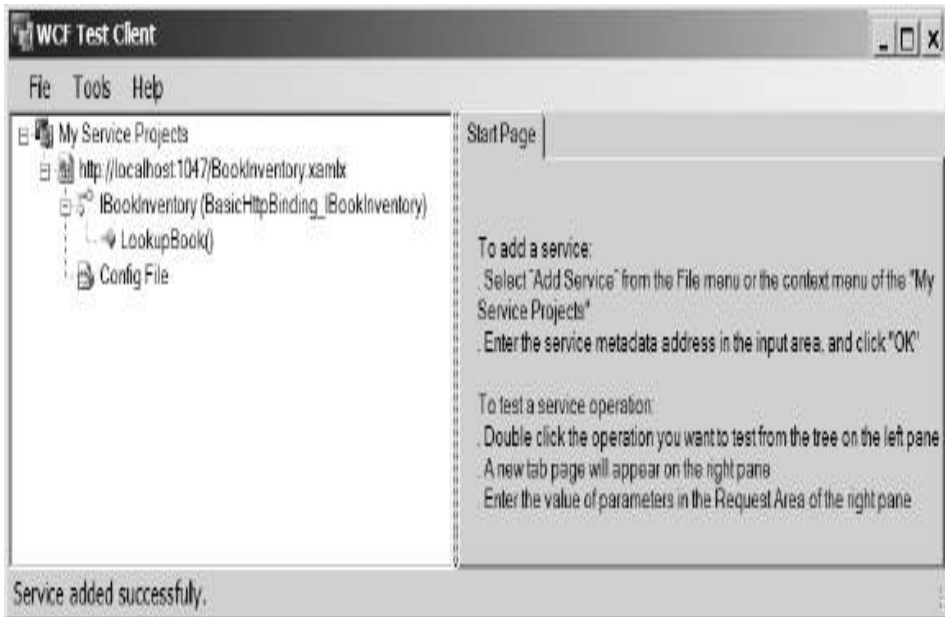 WCF Test Client
File Tools Help
My Service Projects
http://localhost:1047/BookInventory.xamlx
IBookInventory (BasicHttpBinding_IBookInventory)
LookupBook()
Config File
Start Page
To add a service:
. Select "Add Service" from the File menu or the context menu of the "My
Service Projects"
. Enter the service metadata address in the input area, and click "OK"
To test a service operation:
. Double click the operation you want to test from the tree on the left pane
. A new tab page will appear on the right pane
. Enter the value of parameters in the Request Area of the right pane
Service added successfully.